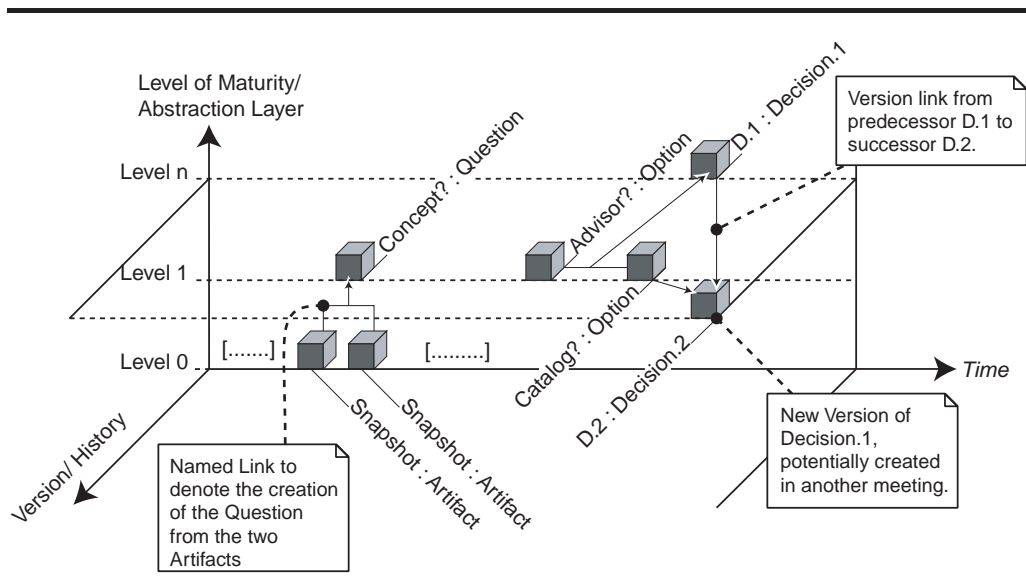 Level of Maturity/
Abstraction Layer
Level n
Level 1
Level 0
[.......]
[.........]
Concept? : Question
Advisor? : Option
D.1 : Decision.1
Version link from
predecessor D.1 to
successor D.2.
Catalog? : Option
D.2 : Decision.2
Snapshot : Artifact
Snapshot : Artifact
Time
Version/ History
Named Link to
denote the creation
of the Question
from the two
Artifacts
New Version of
Decision.1,
potentially created
in another meeting.